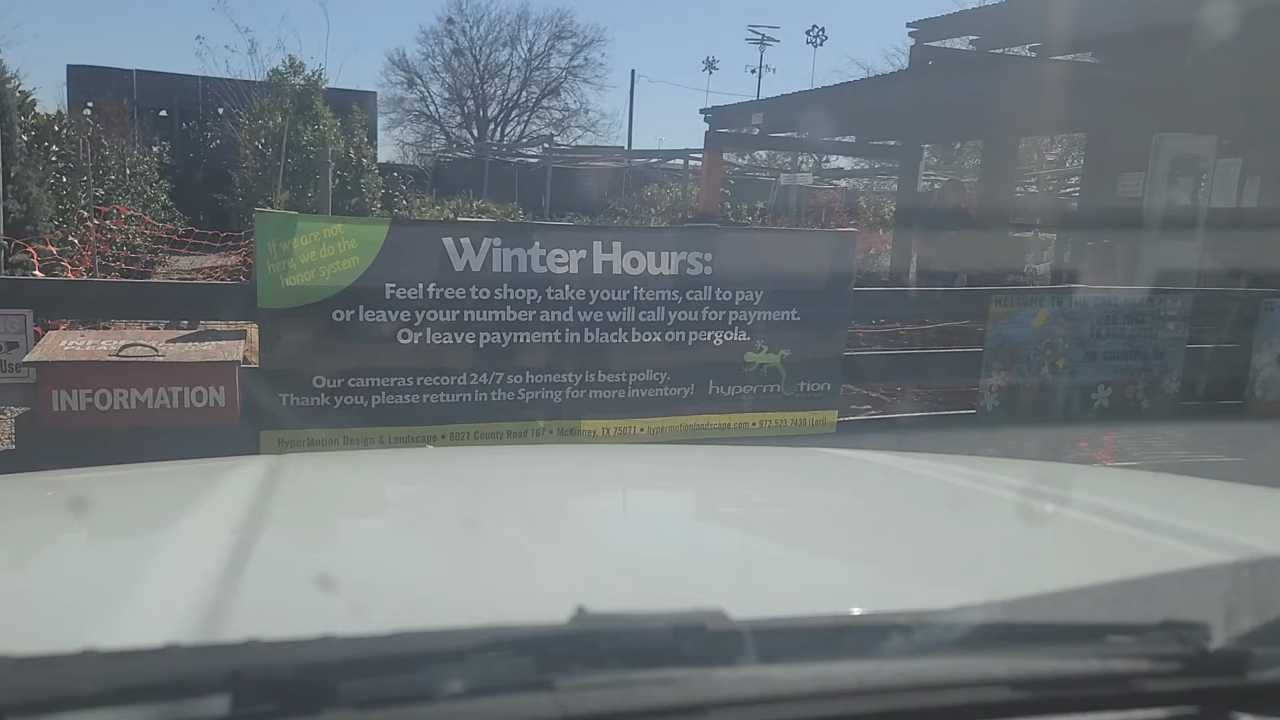 If we are not
here, we do the
honor system
Winter Hours:
Feel free to shop, take your items, call to pay
or leave your number and we will call you for payment.
Or leave payment in black box on pergola.
Our cameras record 24/7 so honesty is best policy.
Thank you, please return in the Spring for more inventory!
hypermotion
HyperMotion Design & Landscape • 8021 County Road 167 • McKinney, TX 75071 • hypermotionlandscape.com • 972.523.7430 (Lori)
Use
INFORMATION
WELCOME TO THE